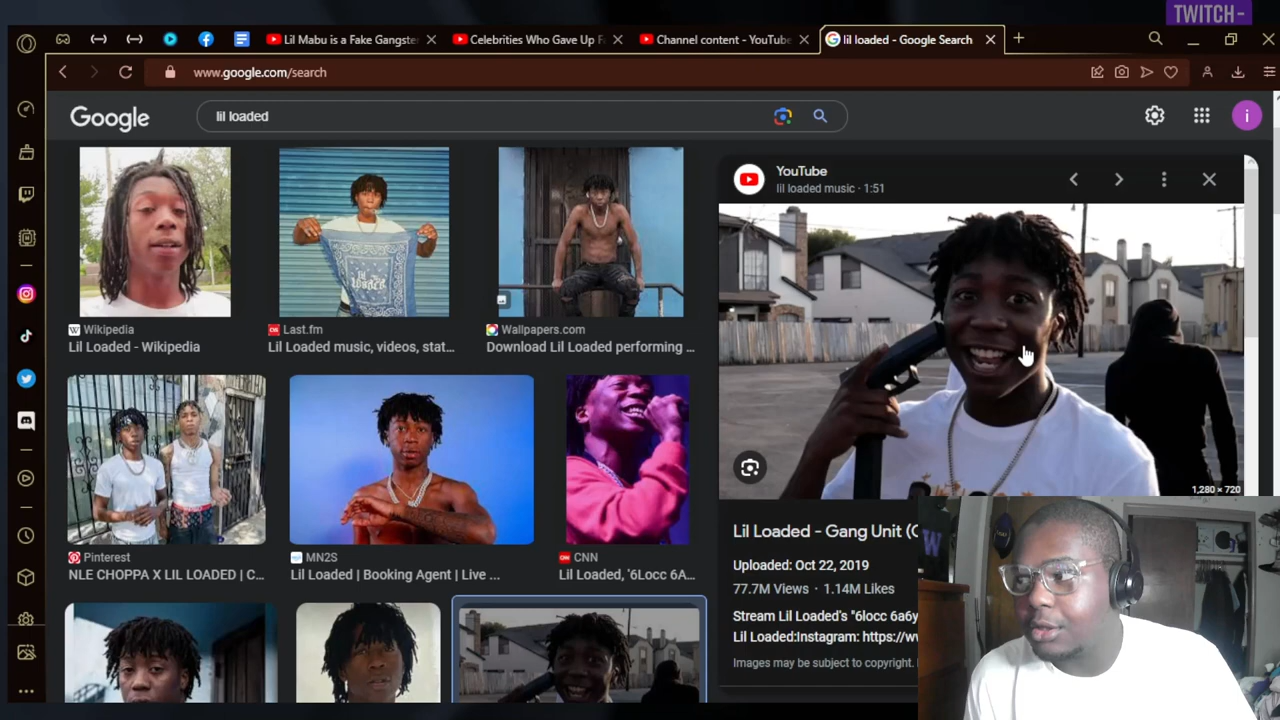 TWITCH -
Lil Mabu is a Fake Gangste
Celebrities Who Gave Up F
Channel content - YouTube
lil loaded - Google Search
www.google.com/search
Google
lil loaded
i
YouTube
lil loaded music · 1:51
Wikipedia
Lil Loaded - Wikipedia
Last.fm
Lil Loaded music, videos, stat...
Wallpapers.com
Download Lil Loaded performing ...
1,280 × 720
Pinterest
NLE CHOPPA X LIL LOADED | C...
MN2S
Lil Loaded | Booking Agent | Live ...
CNN
Lil Loaded, '6Locc 6A...
Lil Loaded - Gang Unit (
Uploaded: Oct 22, 2019
77.7M Views · 1.14M Likes
Stream Lil Loaded's "6locc 6a6y
Lil Loaded:Instagram: https://w
Images may be subject to copyright.
W